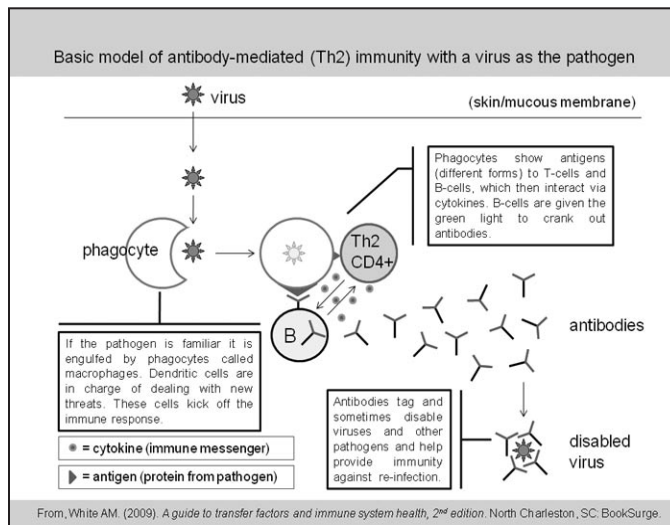 Basic model of antibody-mediated (Th2) immunity with a virus as the pathogen
virus
(skin/mucous membrane)
Phagocytes show antigens
(different forms) to T-cells and
B-cells, which then interact via
cytokines. B-cells are given the
green light to crank out
antibodies.
phagocyte
Th2
CD4+
B
antibodies
If the pathogen is familiar it is
engulfed by phagocytes called
macrophages. Dendritic cells are
in charge of dealing with new
threats. These cells kick off the
immune response.
Antibodies tag and
sometimes disable
viruses and other
pathogens and help
provide immunity
against re-infection.
disabled
virus
= cytokine (immune messenger)
= antigen (protein from pathogen)
From, White AM. (2009). A guide to transfer factors and immune system health, 2nd edition. North Charleston, SC: BookSurge.